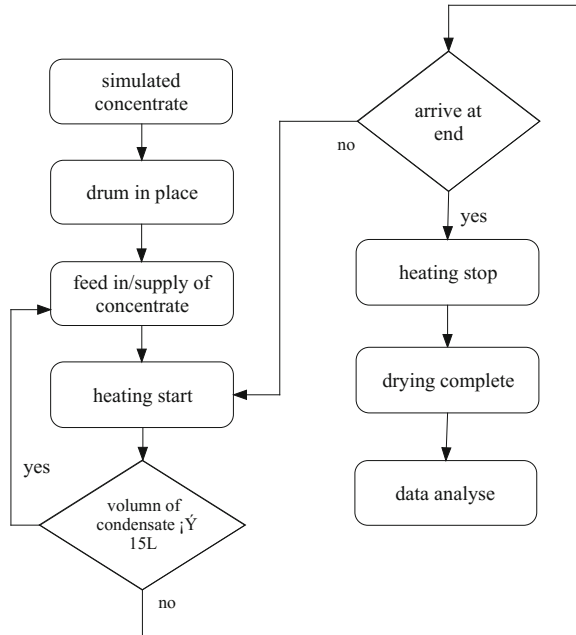 simulated
concentrate
drum in place
feed in/supply of
concentrate
heating start
yes
volumn of
condensate ¡Ý
15L
no
arrive at
end
no
yes
heating stop
drying complete
data analyse